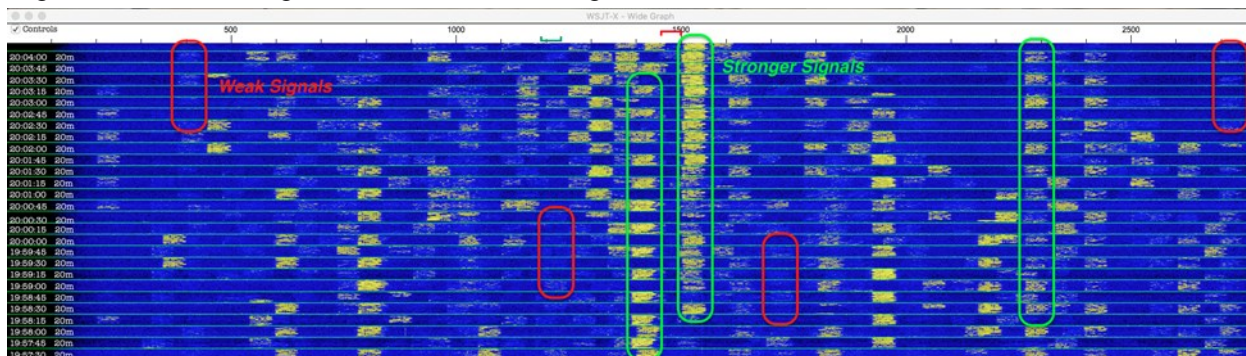 WSJT-X - Wide Graph
Controls 500 1000 1500 2000 2500
20:04:00 20m
20:03:45 20m
Stronger Signals
20:03:30 20m
Weak Signals
20:03:15 20m
20:03:00 20m
20:02:45 20m
20:02:30 20m
20:02:15 20m
20:02:00 20m
20:01:45 20m
20:01:30 20m
20:01:15 20m
20:01:00 20m
20:00:45 20m
20:00:30 20m
20:00:15 20m
20:00:00 20m
19:59:45 20m
19:59:30 20m
19:59:15 20m
19:59:00 20m
19:58:45 20m
19:58:30 20m
19:58:15 20m
19:58:00 20m
19:57:45 20m
19:57:30 20m